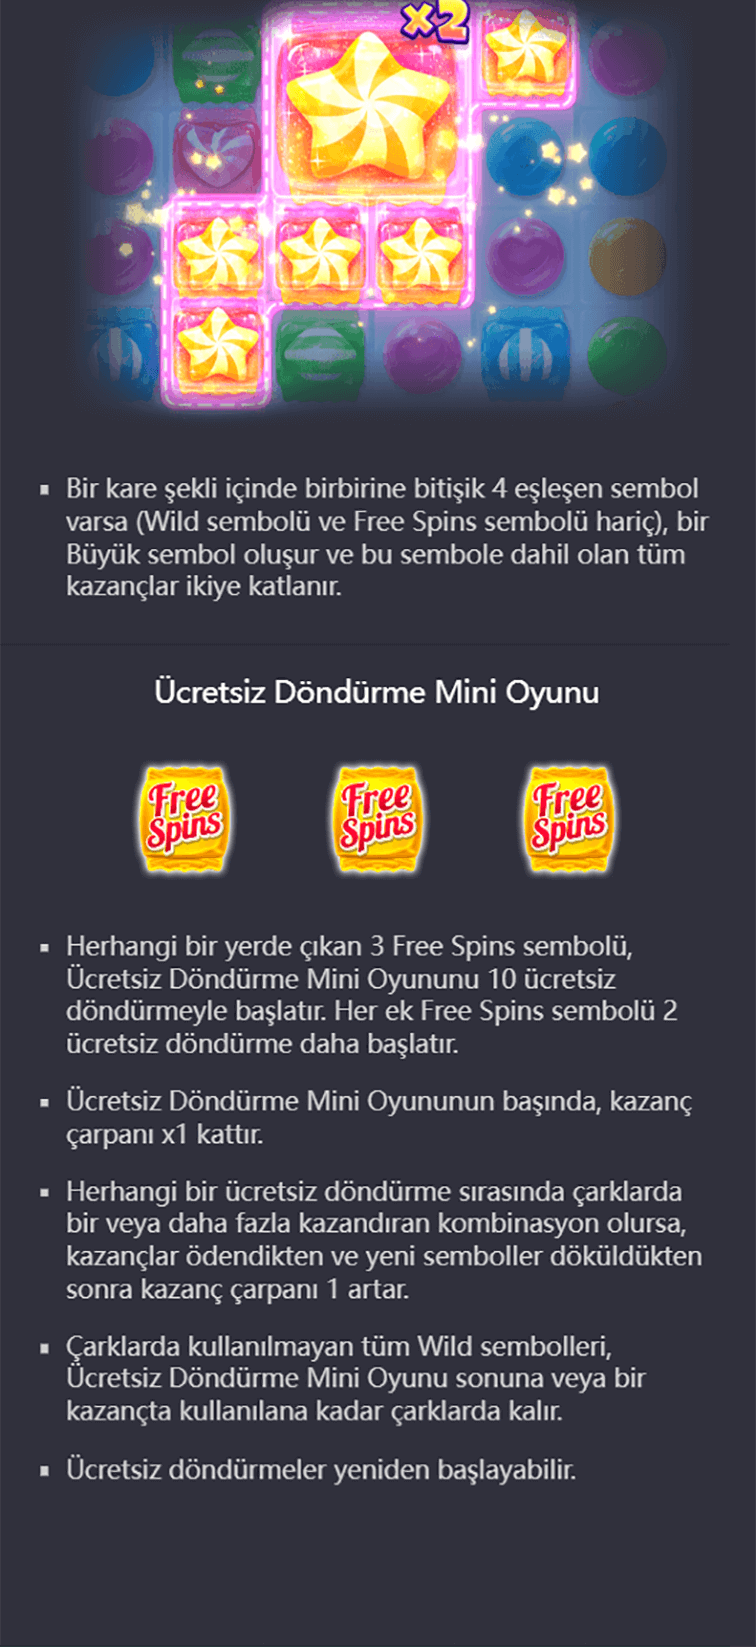 x2
▪ Bir kare şekli içinde birbirine bitişik 4 eşleşen sembol
varsa (Wild sembolü ve Free Spins sembolü hariç), bir
Büyük sembol oluşur ve bu sembole dahil olan tüm
kazançlar ikiye katlanır.
Ücretsiz Döndürme Mini Oyunu
Free Spins
Free Spins
Free Spins
▪ Herhangi bir yerde çıkan 3 Free Spins sembolü,
Ücretsiz Döndürme Mini Oyununu 10 ücretsiz
döndürmeyle başlatır. Her ek Free Spins sembolü 2
ücretsiz döndürme daha başlatır.
▪ Ücretsiz Döndürme Mini Oyununun başında, kazanç
çarpanı x1 kattır.
▪ Herhangi bir ücretsiz döndürme sırasında çarklarda
bir veya daha fazla kazandıran kombinasyon olursa,
kazançlar ödendikten ve yeni semboller döküldükten
sonra kazanç çarpanı 1 artar.
▪ Çarklarda kullanılmayan tüm Wild sembolleri,
Ücretsiz Döndürme Mini Oyunu sonuna veya bir
kazançta kullanılana kadar çarklarda kalır.
▪ Ücretsiz döndürmeler yeniden başlayabilir.